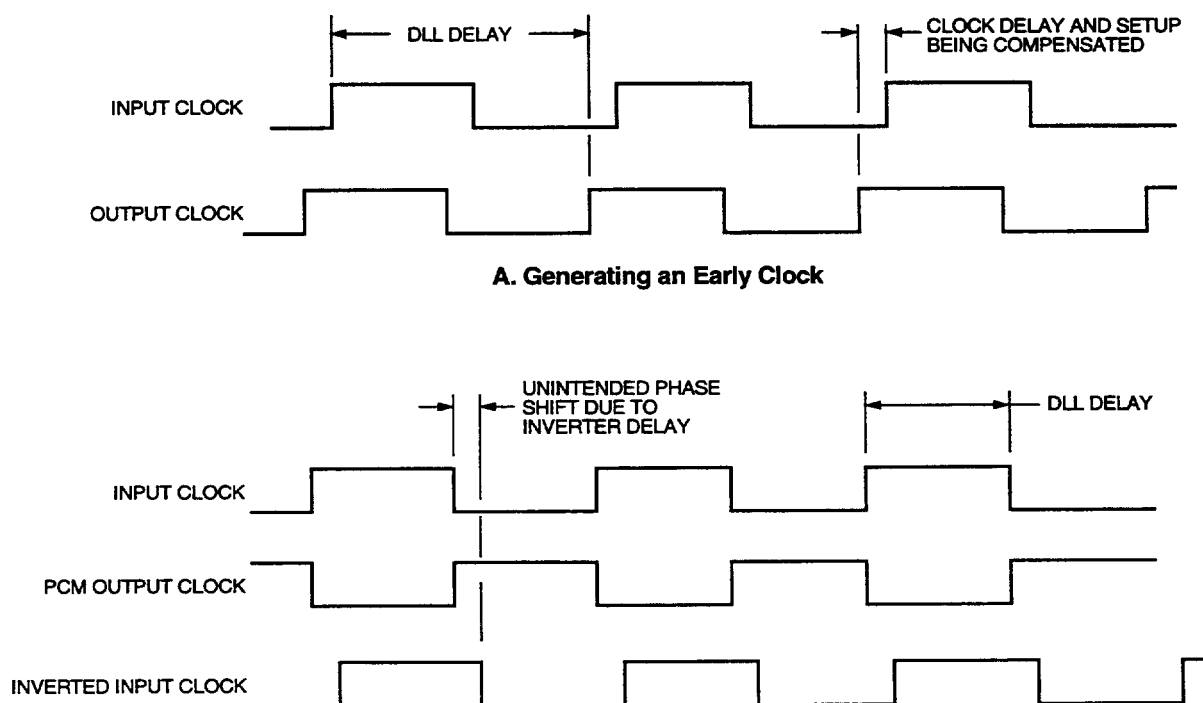 DLL DELAY
CLOCK DELAY AND SETUP
BEING COMPENSATED
INPUT CLOCK
OUTPUT CLOCK
A. Generating an Early Clock
UNINTENDED PHASE
SHIFT DUE TO
INVERTER DELAY
DLL DELAY
INPUT CLOCK
PCM OUTPUT CLOCK
INVERTED INPUT CLOCK